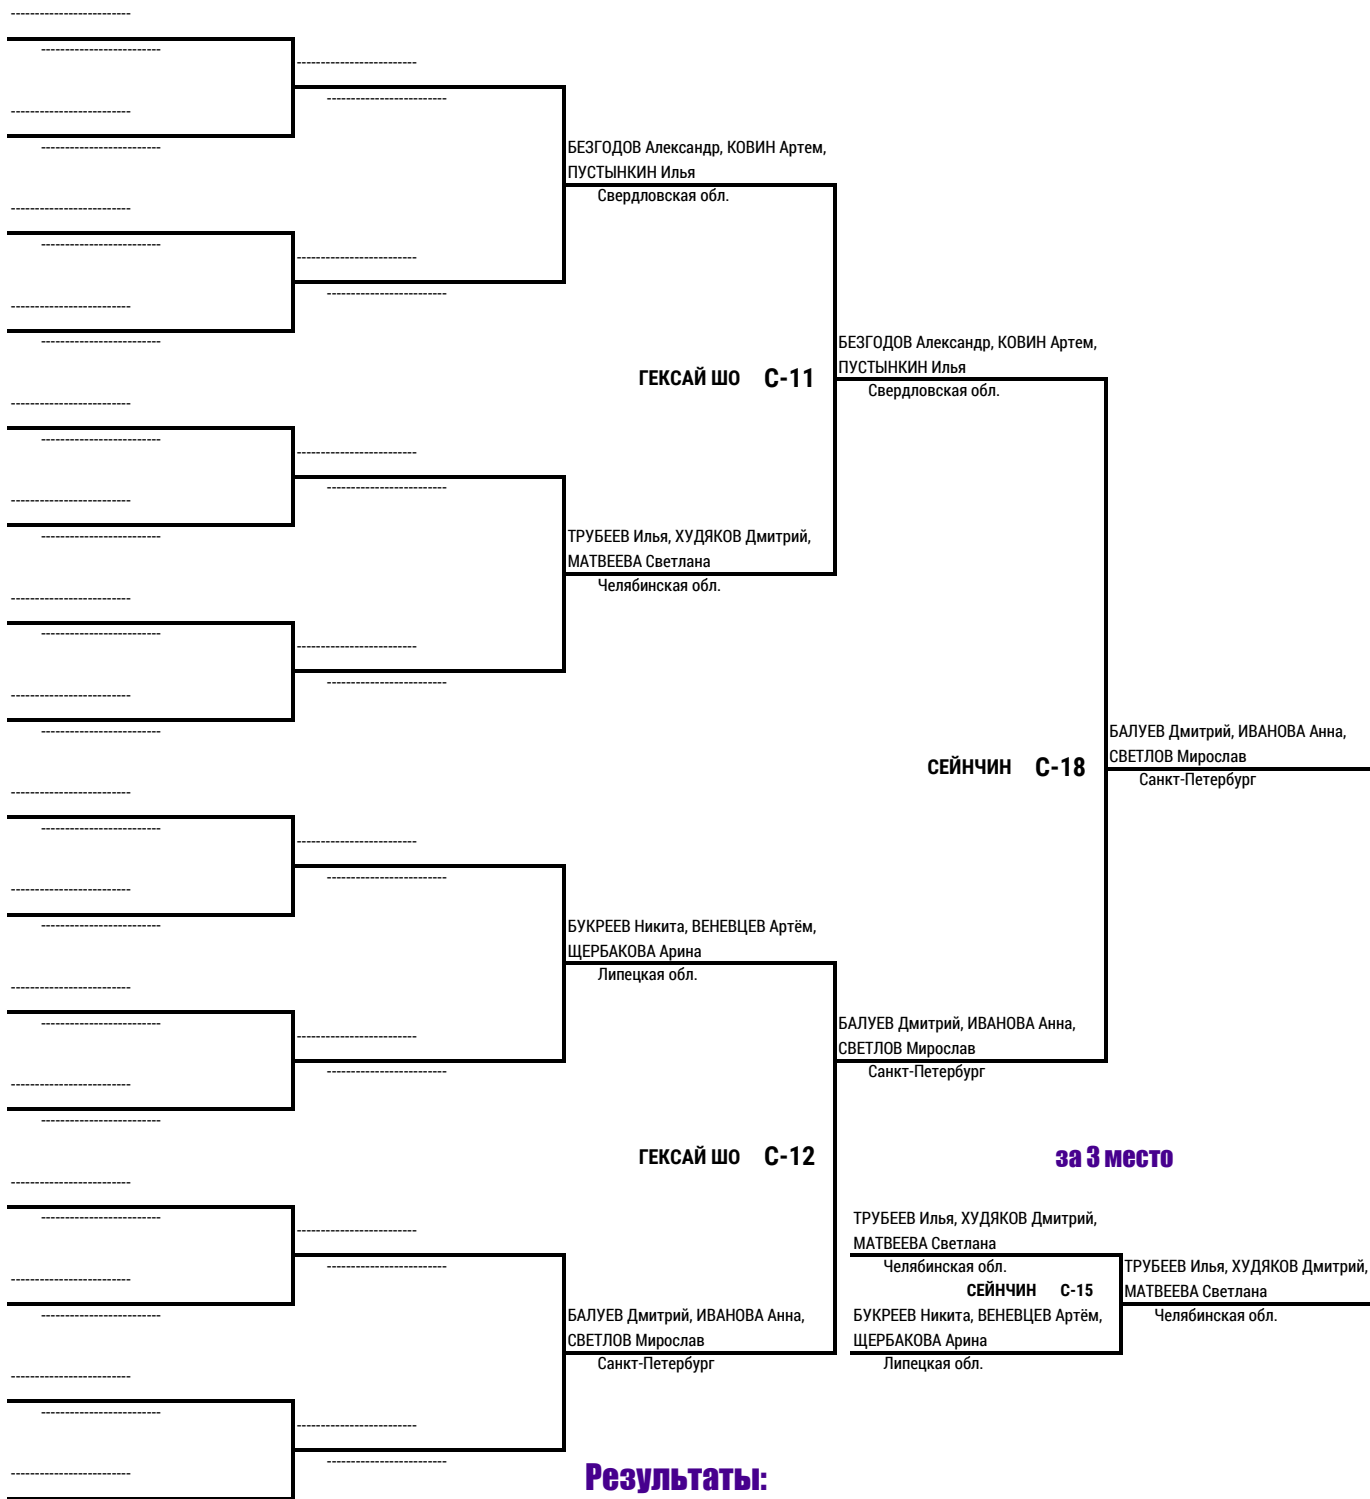 БЕЗГОДОВ Александр, КОВИН Артем,
ПУСТЫНКИН Илья
Свердловская обл.
БЕЗГОДОВ Александр, КОВИН Артем,
ПУСТЫНКИН Илья
Свердловская обл.
ГЕКСАЙ ШО С-11
ТРУБЕЕВ Илья, ХУДЯКОВ Дмитрий,
МАТВЕЕВА Светлана
Челябинская обл.
БАЛУЕВ Дмитрий, ИВАНОВА Анна,
СВЕТЛОВ Мирослав
Санкт-Петербург
СЕЙНЧИН С-18
БУКРЕЕВ Никита, ВЕНЕВЦЕВ Артём,
ЩЕРБАКОВА Арина
Липецкая обл.
БАЛУЕВ Дмитрий, ИВАНОВА Анна,
СВЕТЛОВ Мирослав
Санкт-Петербург
ГЕКСАЙ ШО С-12
за 3 место
ТРУБЕЕВ Илья, ХУДЯКОВ Дмитрий,
МАТВЕЕВА Светлана
Челябинская обл.
СЕЙНЧИН С-15
ТРУБЕЕВ Илья, ХУДЯКОВ Дмитрий,
МАТВЕЕВА Светлана
Челябинская обл.
БУКРЕЕВ Никита, ВЕНЕВЦЕВ Артём,
ЩЕРБАКОВА Арина
Липецкая обл.
БАЛУЕВ Дмитрий, ИВАНОВА Анна,
СВЕТЛОВ Мирослав
Санкт-Петербург
Результаты: